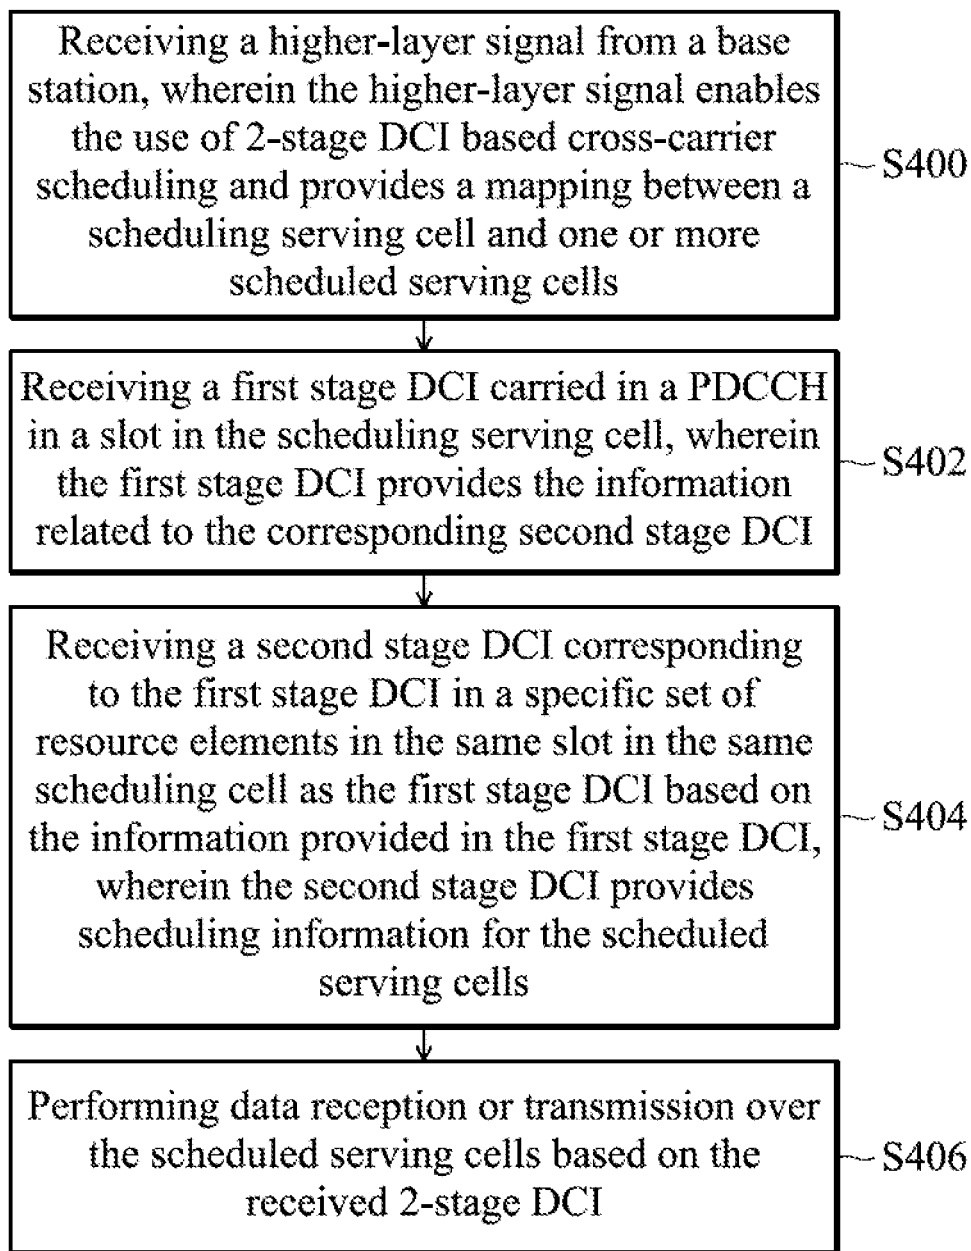 Receiving a higher-layer signal from a base
station, wherein the higher-layer signal enables
the use of 2-stage DCI based cross-carrier
scheduling and provides a mapping between a
scheduling serving cell and one or more
scheduled serving cells
S400
Receiving a first stage DCI carried in a PDCCH
in a slot in the scheduling serving cell, wherein
the first stage DCI provides the information
related to the corresponding second stage DCI
S402
Receiving a second stage DCI corresponding
to the first stage DCI in a specific set of
resource elements in the same slot in the same
scheduling cell as the first stage DCI based on
the information provided in the first stage DCI,
wherein the second stage DCI provides
scheduling information for the scheduled
serving cells
S404
Performing data reception or transmission over
the scheduled serving cells based on the
received 2-stage DCI
S406